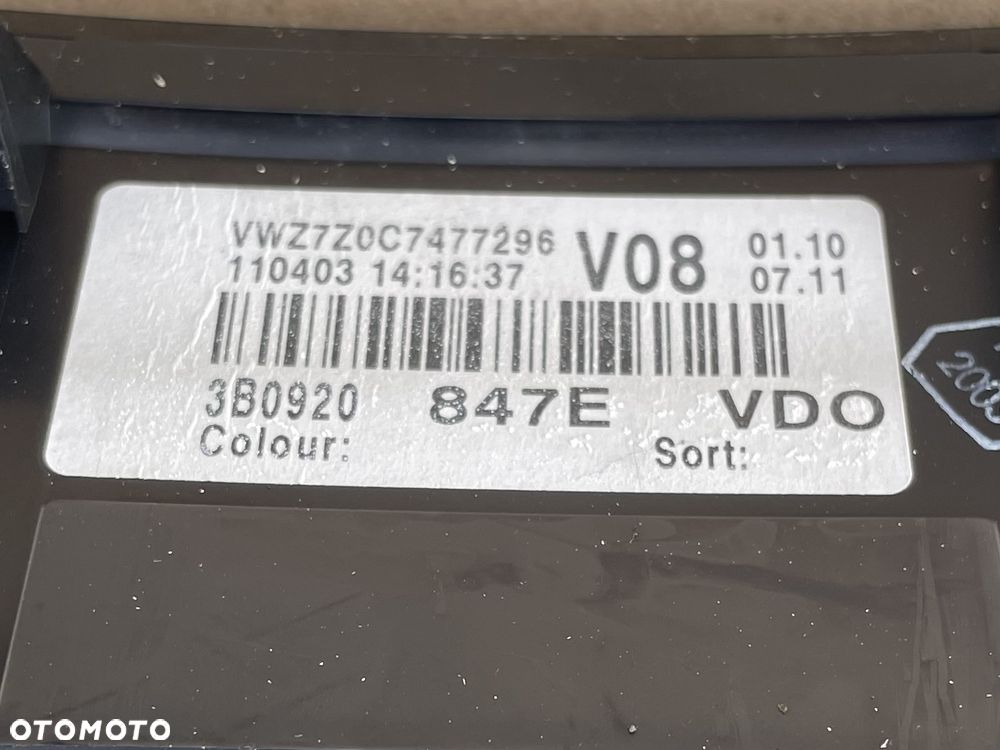 VWZ7Z0C7477296 V08 01.10
110403 14:16:37 07.11
3B0920 847E VDO
Colour: Sort:
OTOMOTO